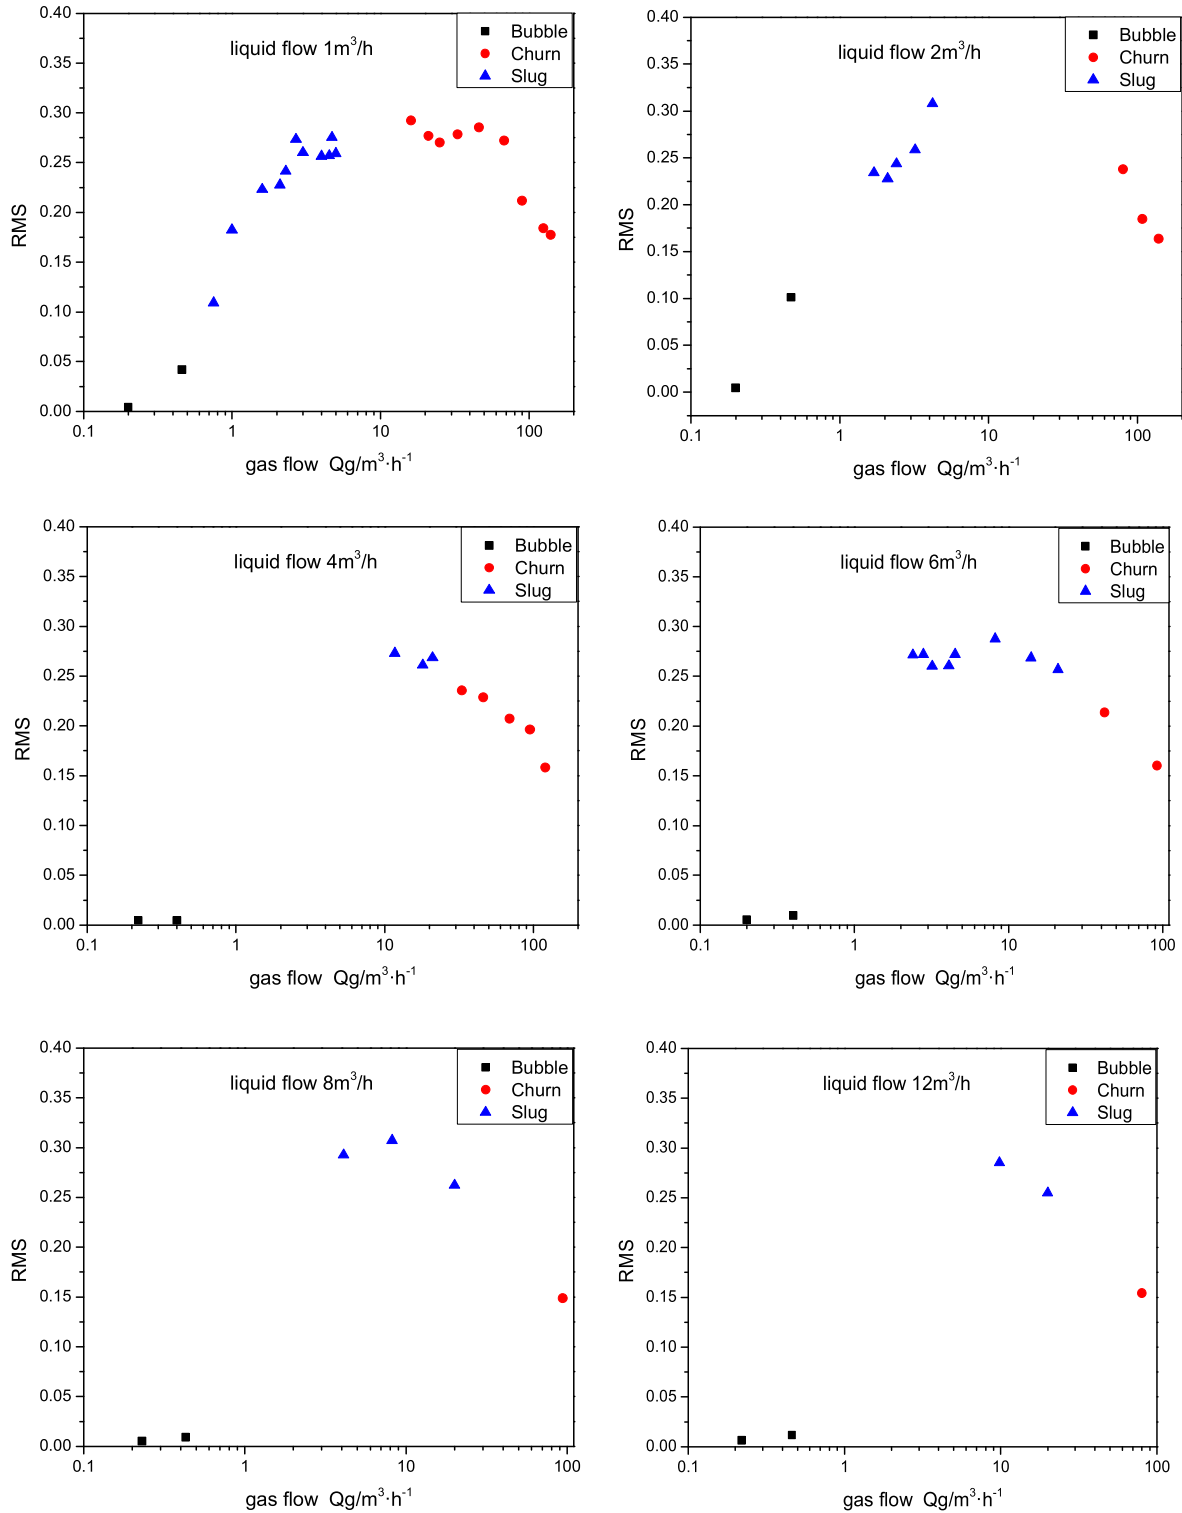 0.40
0.35
0.30
0.25
0.20
0.15
0.10
0.05
0.00
RMS
liquid flow 1m³/h
Bubble
Churn
Slug
0.1 1 10 100
gas flow Qg/m³·h⁻¹
0.40
0.35
0.30
0.25
0.20
0.15
0.10
0.05
0.00
RMS
liquid flow 2m³/h
Bubble
Churn
Slug
0.1 1 10 100
gas flow Qg/m³·h⁻¹
0.40
0.35
0.30
0.25
0.20
0.15
0.10
0.05
0.00
RMS
liquid flow 4m³/h
Bubble
Churn
Slug
0.1 1 10 100
gas flow Qg/m³·h⁻¹
0.40
0.35
0.30
0.25
0.20
0.15
0.10
0.05
0.00
RMS
liquid flow 6m³/h
Bubble
Churn
Slug
0.1 1 10 100
gas flow Qg/m³·h⁻¹
0.40
0.35
0.30
0.25
0.20
0.15
0.10
0.05
0.00
RMS
liquid flow 8m³/h
Bubble
Churn
Slug
0.1 1 10 100
gas flow Qg/m³·h⁻¹
0.40
0.35
0.30
0.25
0.20
0.15
0.10
0.05
0.00
RMS
liquid flow 12m³/h
Bubble
Churn
Slug
0.1 1 10 100
gas flow Qg/m³·h⁻¹